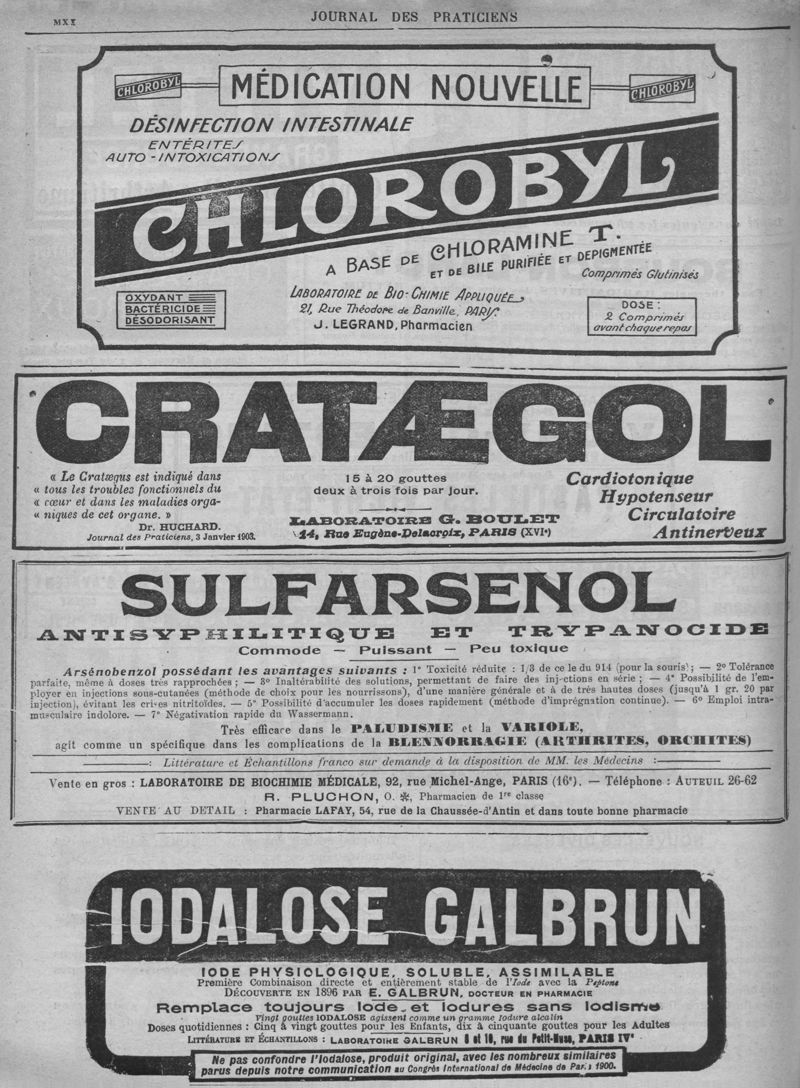 MXX
JOURNAL DES PRATICIENS
CHLOROBYL
MÉDICATION NOUVELLE
CHLOROBYL
DÉSINFECTION INTESTINALE
ENTÉRITES
AUTO-INTOXICATIONS
CHLOROBYL
A BASE DE CHLORAMINE T.
ET DE BILE PURIFIÉE ET DEPIGMENTÉE
Comprimés Glutinisés
OXYDANT
BACTÉRICIDE
DÉSODORISANT
LABORATOIRE DE BIO-CHIMIE APPLIQUÉE
21, Rue Théodore de Banville, PARIS.
J. LEGRAND, Pharmacien
DOSE:
2 Comprimés
avant chaque repas
CRATÆGOL
« Le Cratægus est indiqué dans
« tous les troubles fonctionnels du
« cœur et dans les maladies orga-
« niques de cet organe. »
Dr. HUCHARD.
Journal des Praticiens, 3 Janvier 1903.
15 à 20 gouttes
deux à trois fois par jour.
LABORATOIRE G. BOULET
14, Rue Eugène-Delacroix, PARIS (XVIe)
Cardiotonique
Hypotenseur
Circulatoire
Antinerveux
SULFARSENOL
ANTISYPHILITIQUE ET TRYPANOCIDE
Commode - Puissant - Peu toxique
Arsénobenzol possédant les avantages suivants : 1° Toxicité réduite : 1/3 de ce le du 914 (pour la souris) ; — 2° Tolérance
parfaite, même à doses très rapprochées ; — 3° Inaltérabilité des solutions, permettant de faire des inj-ctions en série ; — 4° Possibilité de l'em-
ployer en injections sous-cutanées (méthode de choix pour les nourrissons), d'une manière générale et à de très hautes doses (jusqu'à 1 gr. 20 par
injection), évitant les crises nitritoïdes. — 5° Possibilité d'accumuler les doses rapidement (méthode d'imprégnation continue). — 6° Emploi intra-
musculaire indolore. — 7° Négativation rapide du Wassermann.
Très efficace dans le PALUDISME et la VARIOLE,
agit comme un spécifique dans les complications de la BLENNORRAGIE (ARTHRITES, ORCHITES)
Littérature et Échantillons franco sur demande à la disposition de MM. les Médecins :
Vente en gros : LABORATOIRE DE BIOCHIMIE MÉDICALE, 92, rue Michel-Ange, PARIS (16e). — Téléphone : AUTEUIL 26-62
R. PLUCHON, O. ✻, Pharmacien de 1re classe
VENTE AU DETAIL : Pharmacie LAFAY, 54, rue de la Chaussée-d'Antin et dans toute bonne pharmacie
IODALOSE GALBRUN
IODE PHYSIOLOGIQUE, SOLUBLE, ASSIMILABLE
Première Combinaison directe et entièrement stable de l'Iode avec la Peptone
DÉCOUVERTE EN 1896 PAR E. GALBRUN, DOCTEUR EN PHARMACIE
Remplace toujours Iode et Iodures sans Iodisme
Vingt gouttes IODALOSE agissent comme un gramme Iodure alcalin
Doses quotidiennes : Cinq à vingt gouttes pour les Enfants, dix à cinquante gouttes pour les Adultes
LITTÉRATURE ET ÉCHANTILLONS : LABORATOIRE GALBRUN 8 et 10, rue du Petit-Musc, PARIS IVe
Ne pas confondre l'Iodalose, produit original, avec les nombreux similaires
parus depuis notre communication au Congrès International de Médecine de Paris 1900.